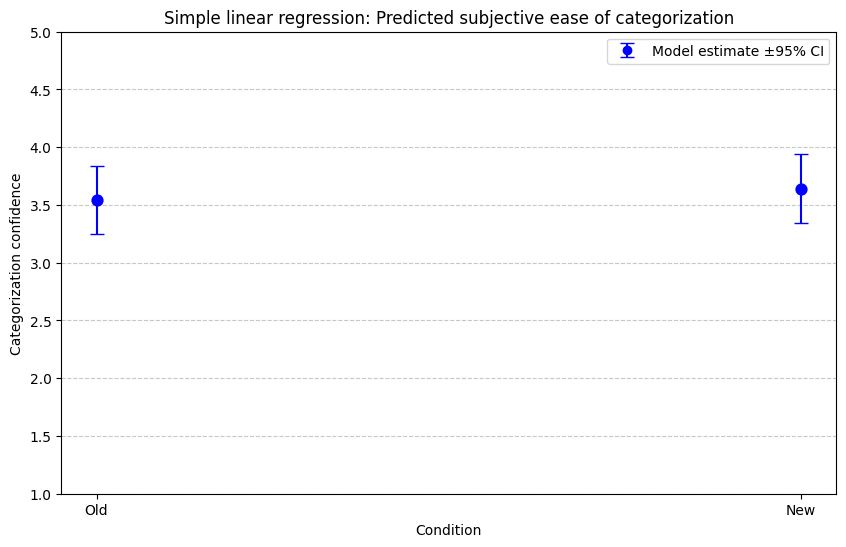 Simple linear regression: Predicted subjective ease of categorization
Model estimate ±95% CI
Categorization confidence
5.0
4.5
4.0
3.5
3.0
2.5
2.0
1.5
1.0
Old
New
Condition